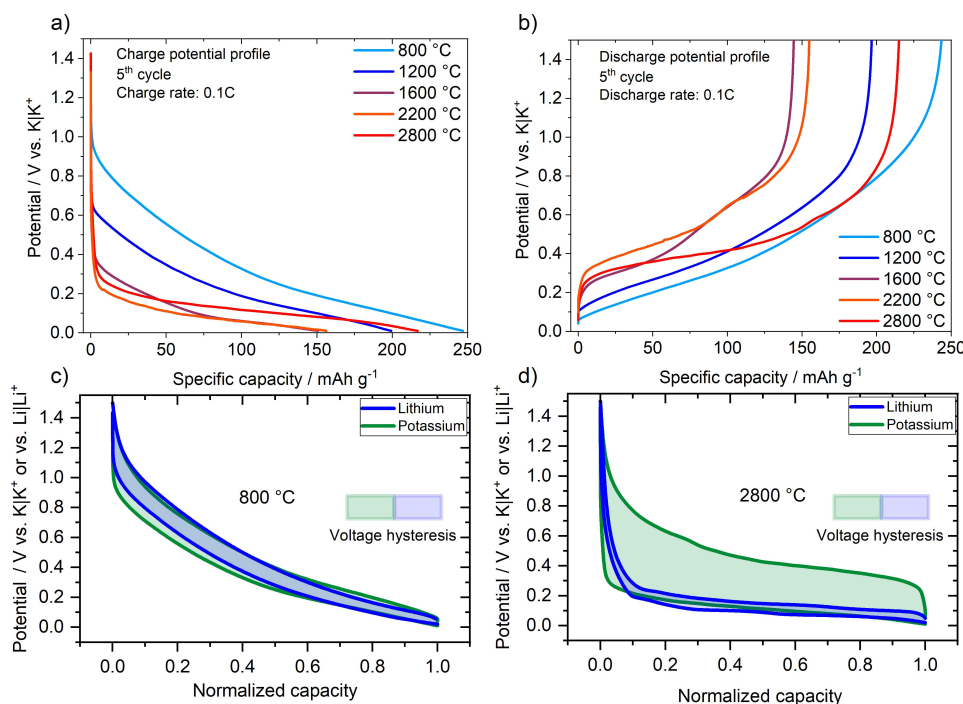 a)
Charge potential profile
5th cycle
Charge rate: 0.1C
800 °C
1200 °C
1600 °C
2200 °C
2800 °C
Potential / V vs. K|K+
1.4
1.2
1.0
0.8
0.6
0.4
0.2
0.0
0 50 100 150 200 250
Specific capacity / mAh g-1
b)
Discharge potential profile
5th cycle
Discharge rate: 0.1C
800 °C
1200 °C
1600 °C
2200 °C
2800 °C
Potential / V vs. K|K+
1.4
1.2
1.0
0.8
0.6
0.4
0.2
0.0
0 50 100 150 200 250
Specific capacity / mAh g-1
c)
Lithium
Potassium
800 °C
Voltage hysteresis
Potential / V vs. K|K+ or vs. Li|Li+
1.4
1.2
1.0
0.8
0.6
0.4
0.2
0.0
0.0 0.2 0.4 0.6 0.8 1.0
Normalized capacity
d)
Lithium
Potassium
2800 °C
Voltage hysteresis
Potential / V vs. K|K+ or vs. Li|Li+
1.4
1.2
1.0
0.8
0.6
0.4
0.2
0.0
0.0 0.2 0.4 0.6 0.8 1.0
Normalized capacity